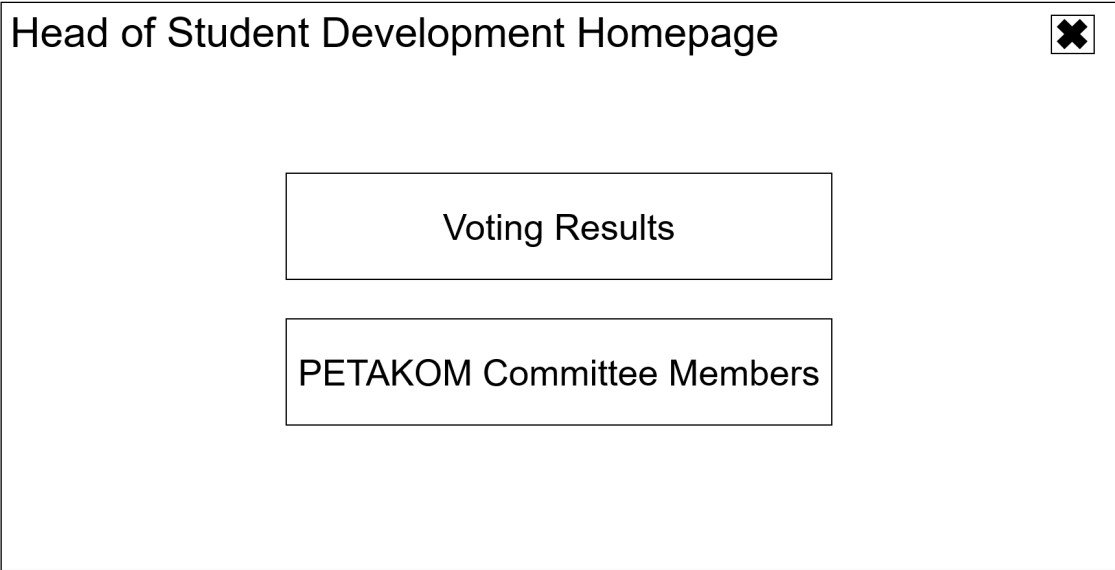 Head of Student Development Homepage
Voting Results
PETAKOM Committee Members